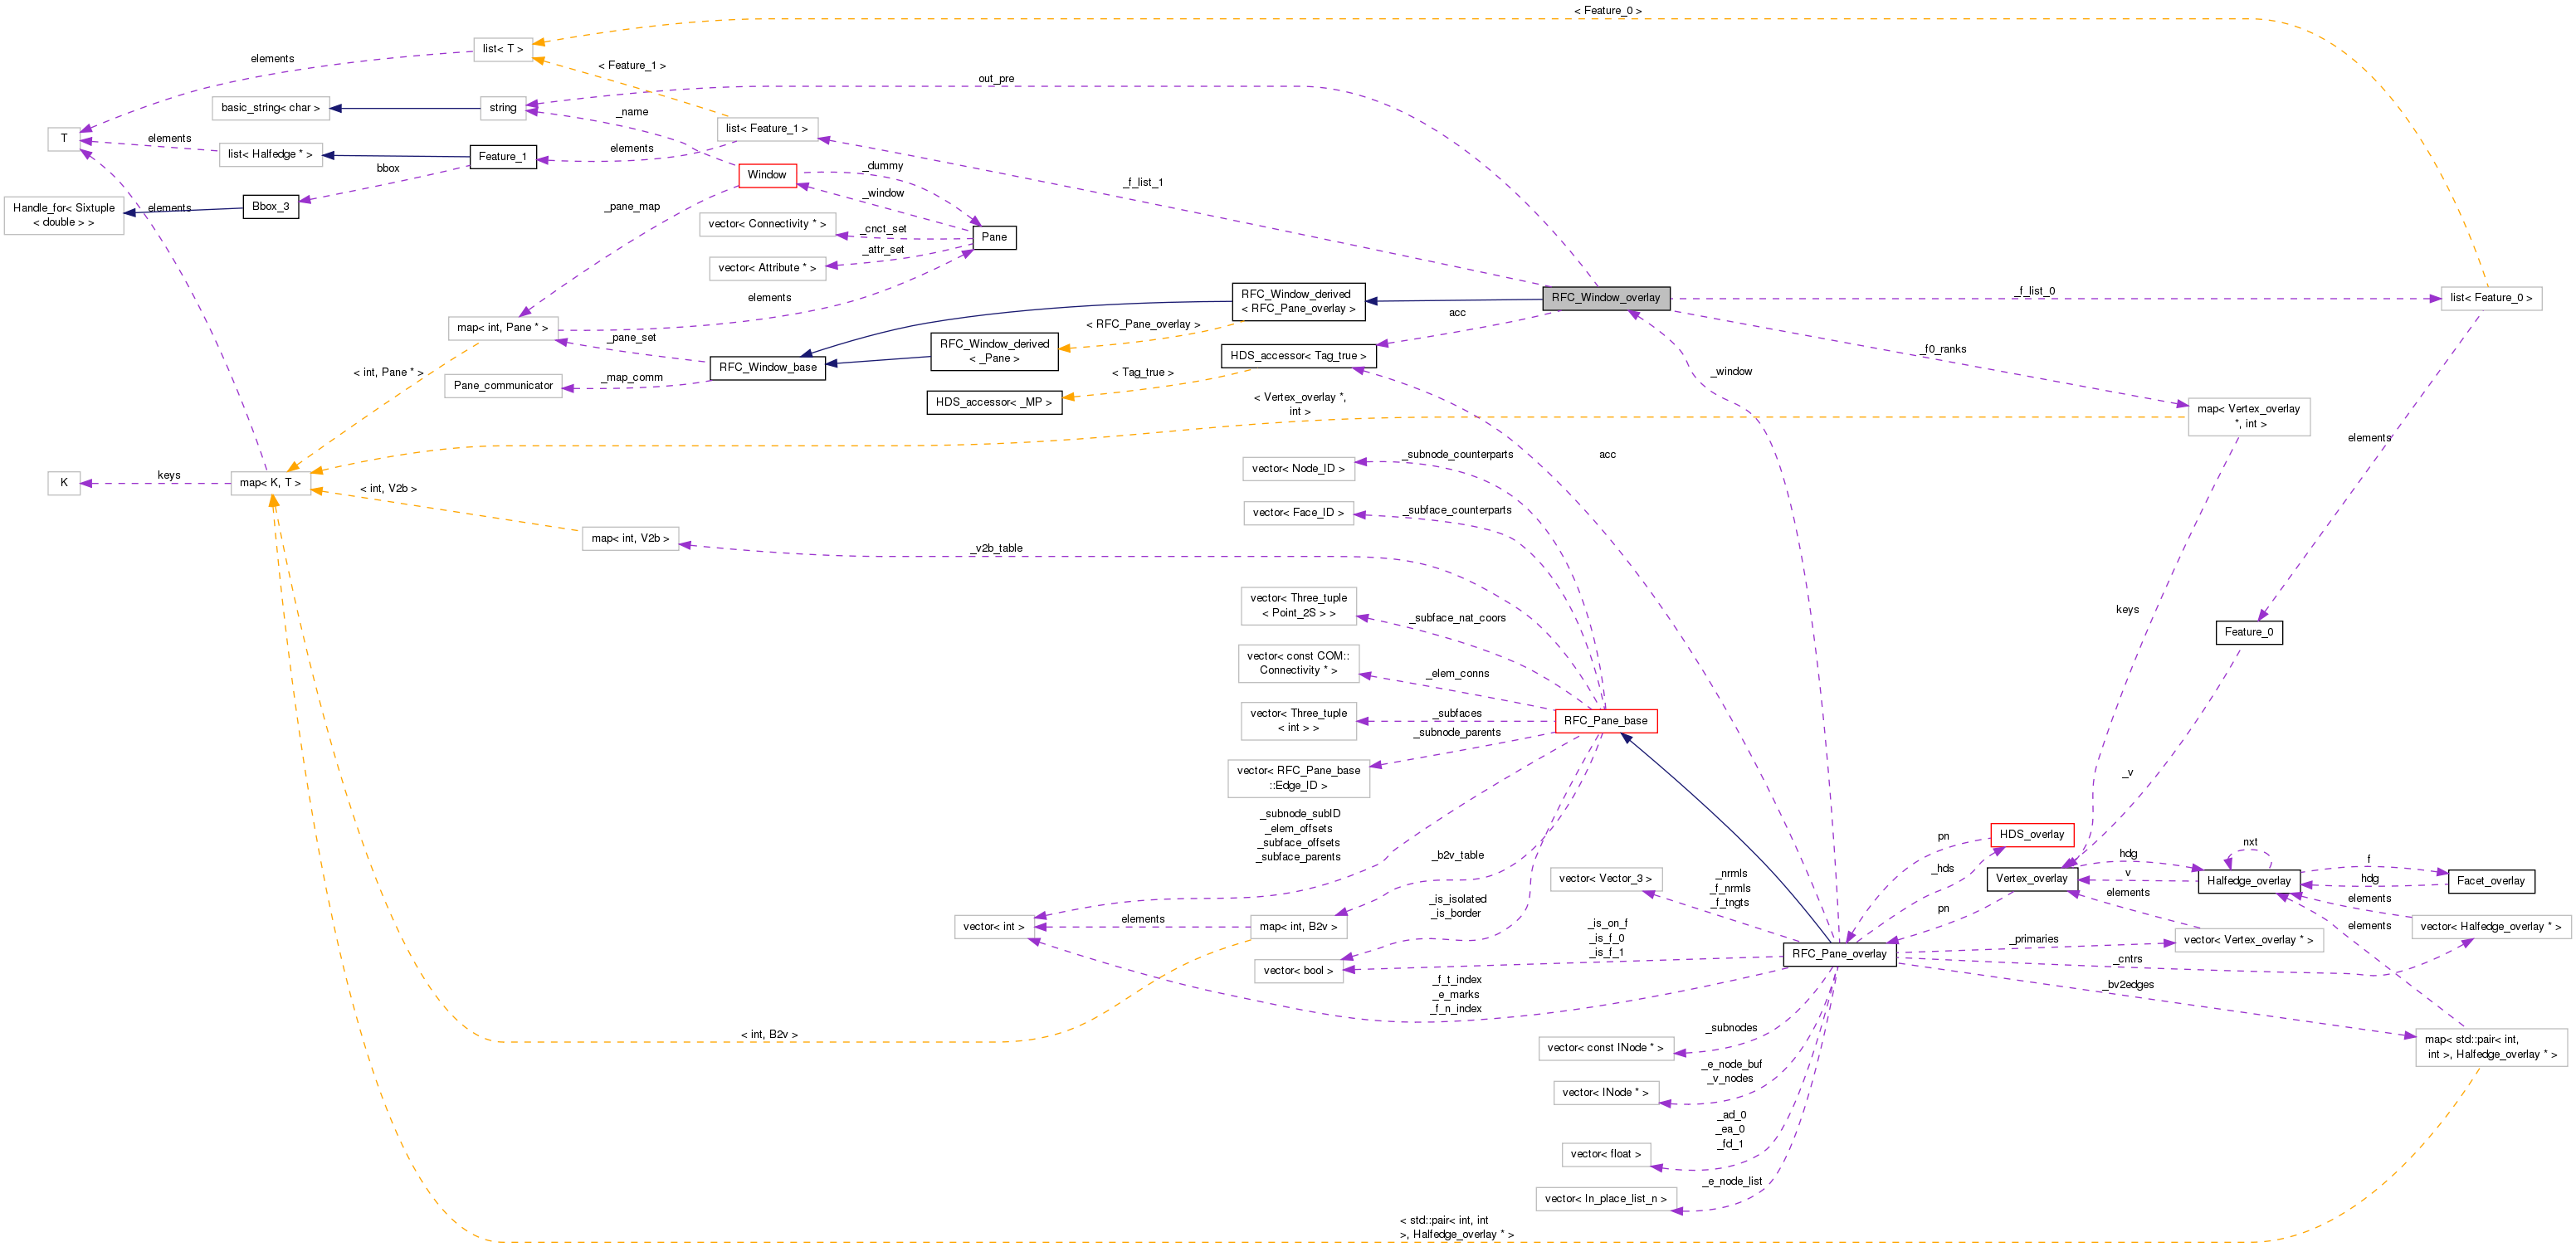 < Feature_0 >
list< T >
elements
< Feature_1 >
out_pre
basic_string< char >
string
_name
list< Feature_1 >
T
elements
list< Halfedge * >
Feature_1
elements
bbox
Window
_dummy
_window
_f_list_1
Handle_for< Sixtuple
< double > >
elements
Bbox_3
_pane_map
vector< Connectivity * >
_cnct_set
Pane
_attr_set
vector< Attribute * >
elements
RFC_Window_derived
< RFC_Pane_overlay >
RFC_Window_overlay
_f_list_0
list< Feature_0 >
map< int, Pane * >
_pane_set
< RFC_Pane_overlay >
acc
RFC_Window_derived
< _Pane >
HDS_accessor< Tag_true >
_f0_ranks
RFC_Window_base
< int, Pane * >
Pane_communicator
_map_comm
< Tag_true >
_window
HDS_accessor< _MP >
< Vertex_overlay *,
int >
map< Vertex_overlay
*, int >
elements
K
keys
map< K, T >
< int, V2b >
vector< Node_ID >
_subnode_counterparts
acc
vector< Face_ID >
_subface_counterparts
map< int, V2b >
_v2b_table
vector< Three_tuple
< Point_2S > >
_subface_nat_coors
keys
Feature_0
vector< const COM::
Connectivity * >
_elem_conns
vector< Three_tuple
< int > >
_subfaces
RFC_Pane_base
_subnode_parents
vector< RFC_Pane_base
::Edge_ID >
_v
_subnode_subID
_elem_offsets
_subface_offsets
_subface_parents
_b2v_table
pn
HDS_overlay
_hds
hdg
nxt
f
vector< Vector_3 >
_nrmls
_f_nrmls
_f_tngts
Vertex_overlay
v
Halfedge_overlay
hdg
Facet_overlay
_is_isolated
_is_border
pn
elements
elements
vector< int >
elements
map< int, B2v >
_is_on_f
_is_f_0
_is_f_1
vector< Halfedge_overlay * >
elements
_primaries
vector< Vertex_overlay * >
RFC_Pane_overlay
_cntrs
vector< bool >
_f_t_index
_e_marks
_f_n_index
_bv2edges
< int, B2v >
_subnodes
vector< const INode * >
map< std::pair< int,
int >, Halfedge_overlay * >
_e_node_buf
_v_nodes
vector< INode * >
_ad_0
_ea_0
_fd_1
vector< float >
_e_node_list
vector< In_place_list_n >
< std::pair< int, int
>, Halfedge_overlay * >